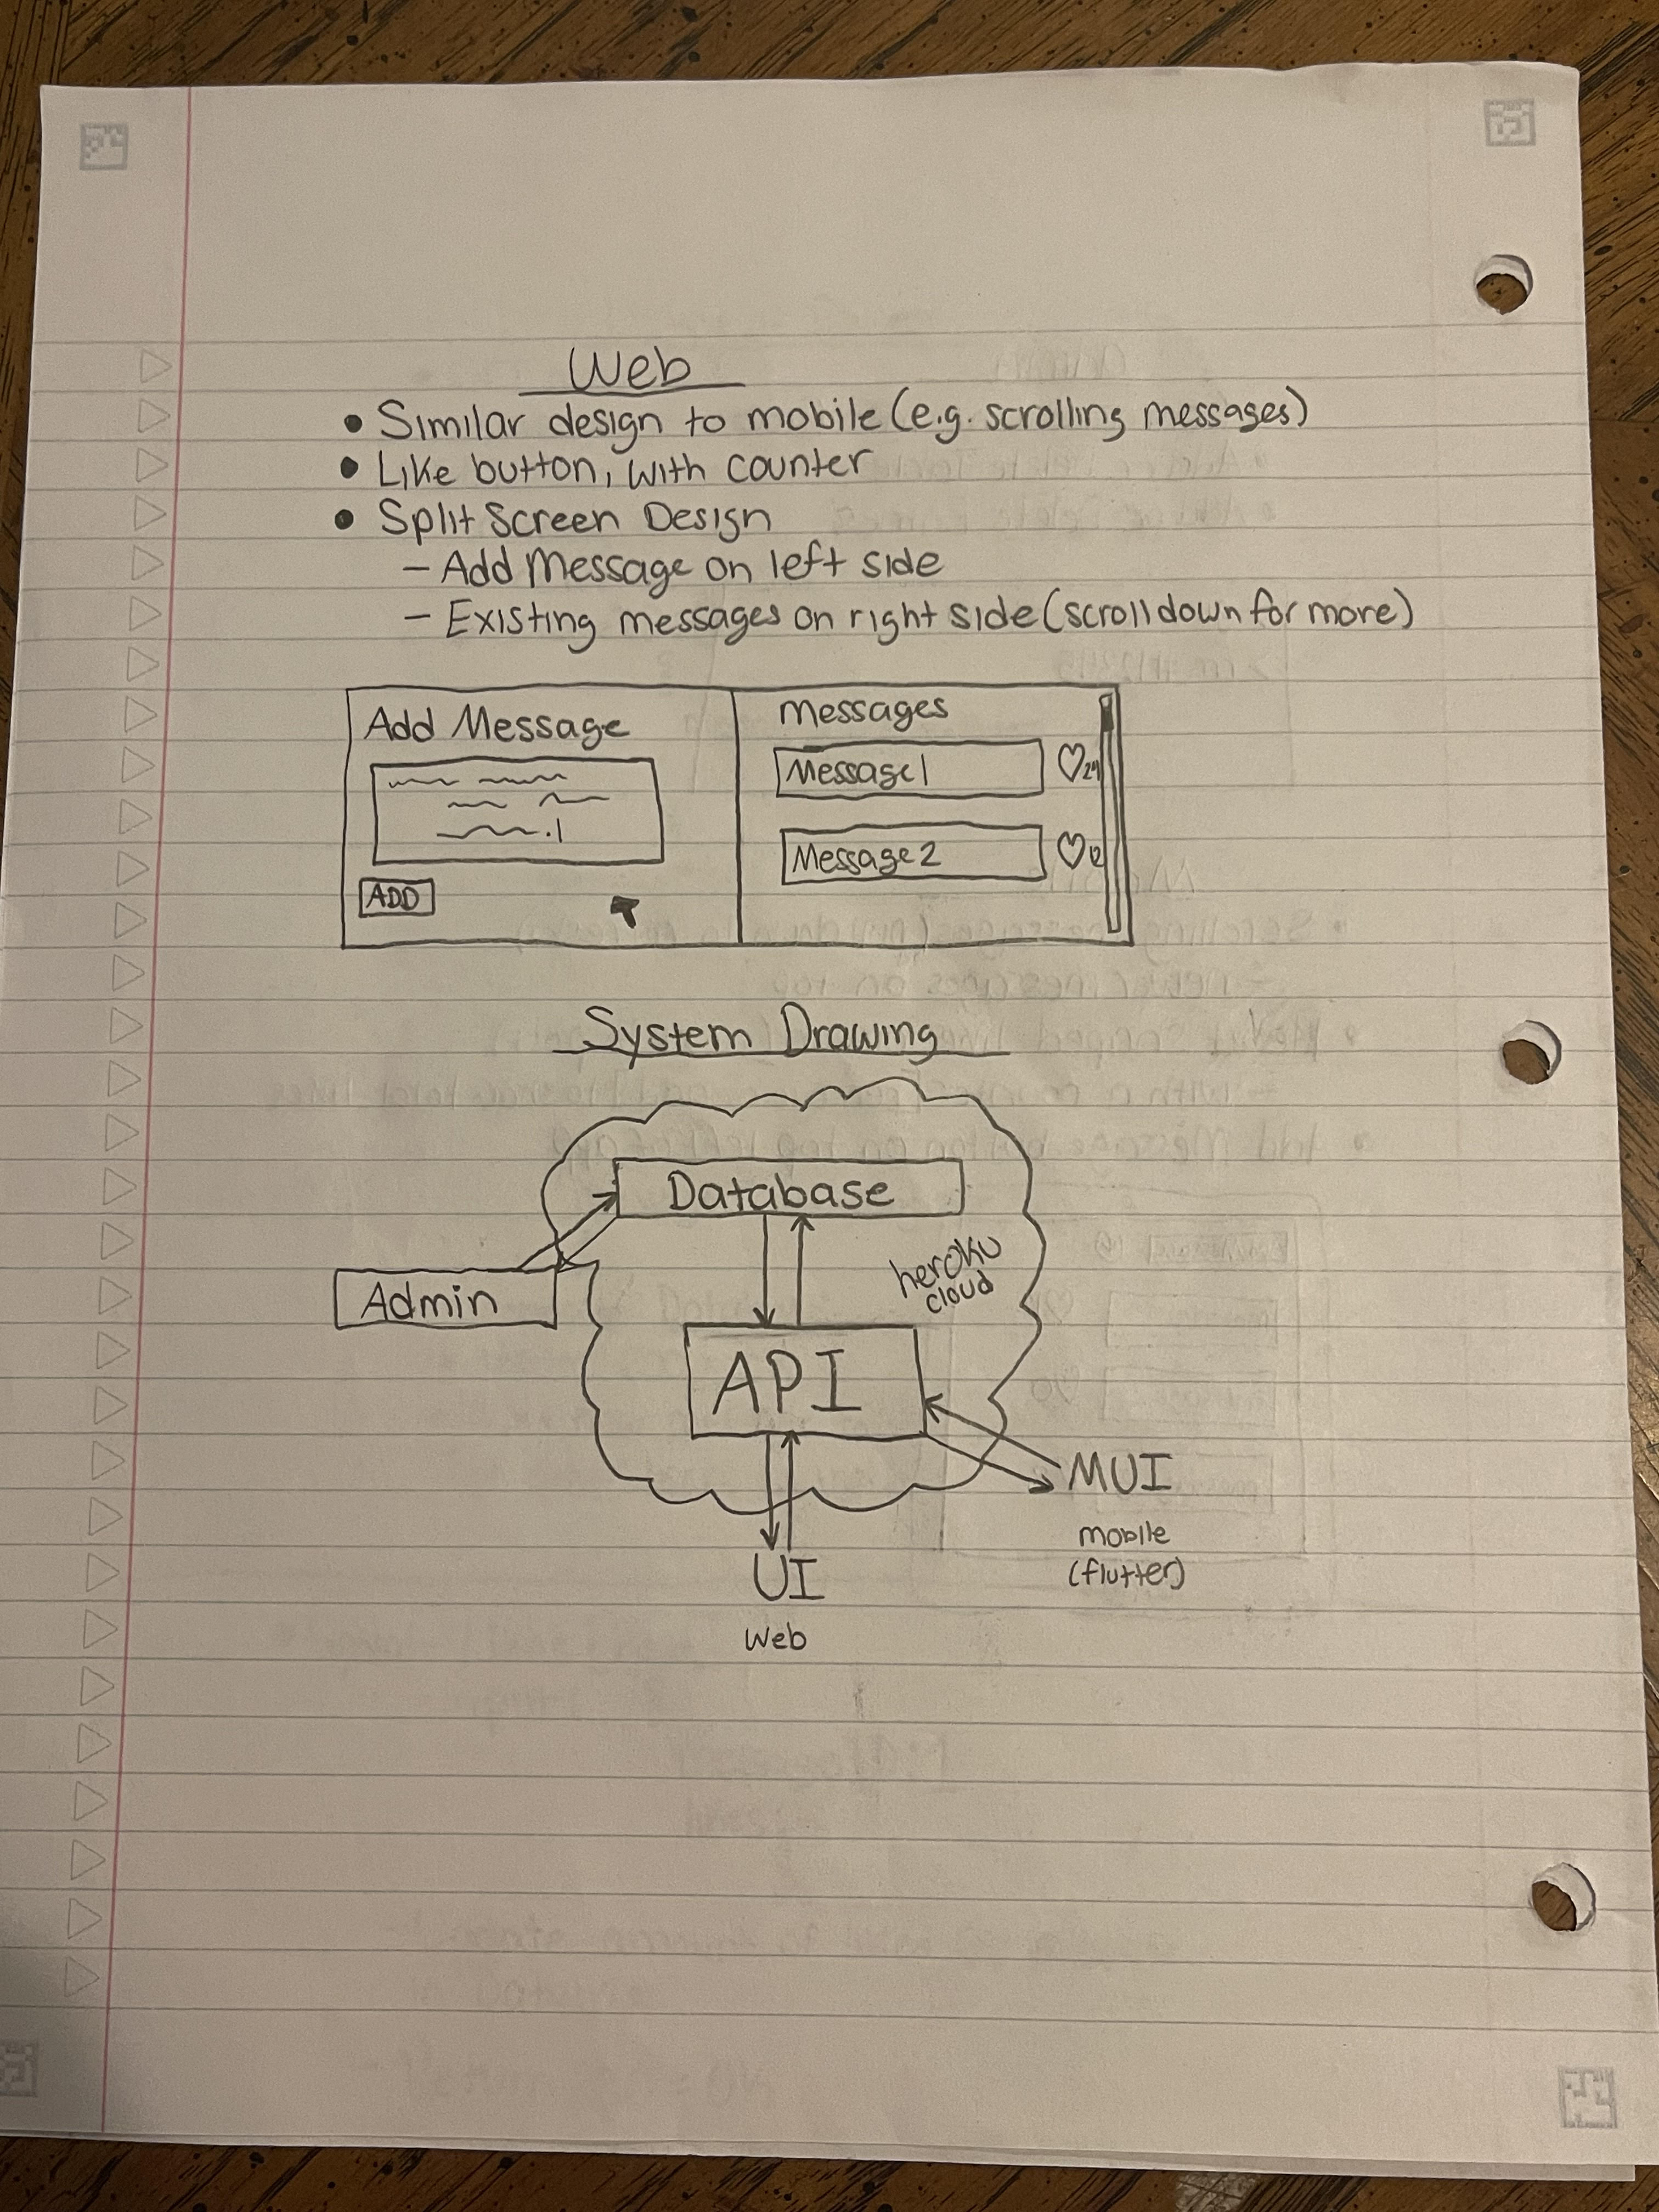 Web
• Similar design to mobile (e.g. scrolling messages)
• Like button, with counter
• Split Screen Design
– Add Message on left side
– Existing messages on right side (scroll down for more)
Add Message
ADD
Messages
Message 1
24
Message 2
12
System Drawing
Database
heroku
cloud
Admin
API
MUI
mobile
(flutter)
UI
Web